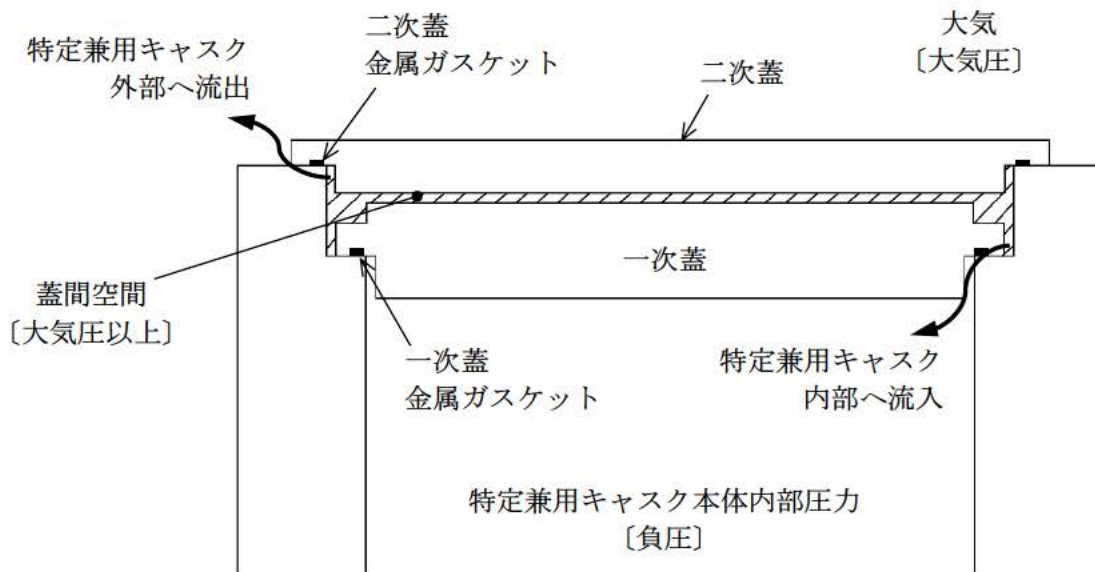 特定兼用キャスク
外部へ流出
二次蓋
金属ガスケット
二次蓋
大気
〔大気圧〕
蓋間空間
〔大気圧以上〕
一次蓋
一次蓋
金属ガスケット
特定兼用キャスク
内部へ流入
特定兼用キャスク本体内部圧力
〔負圧〕